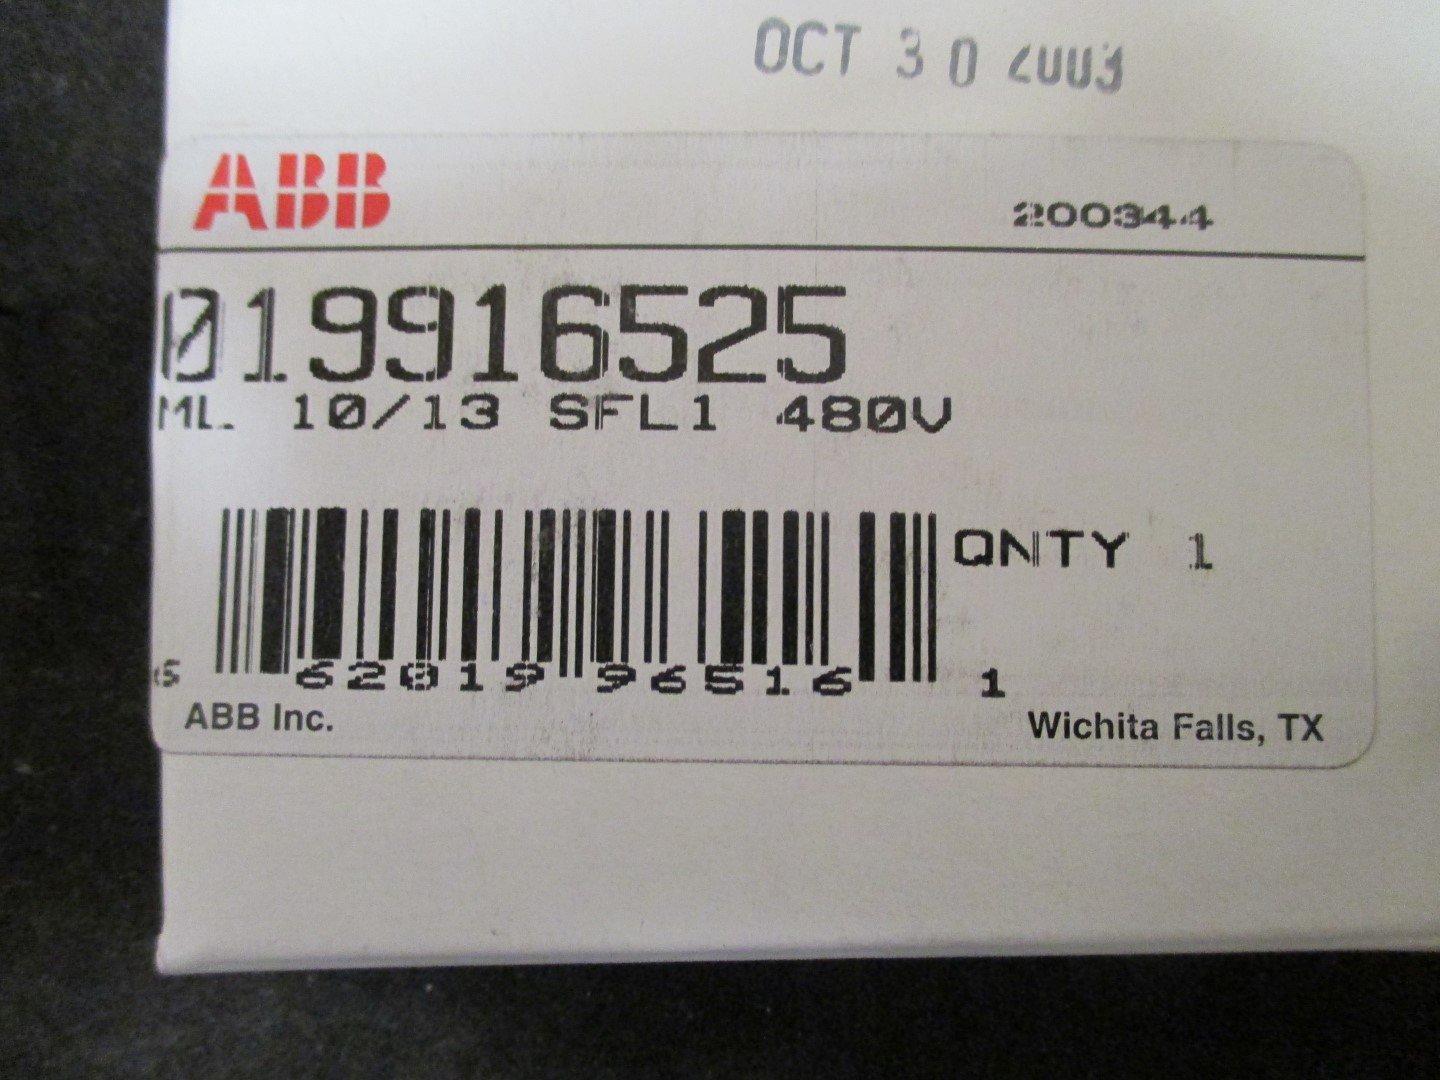 OCT 30 2003
ABB
200344
019916525
ML 10/13 SFL1 480V
QNTY 1
6 62019 96516 1
ABB Inc.
Wichita Falls, TX